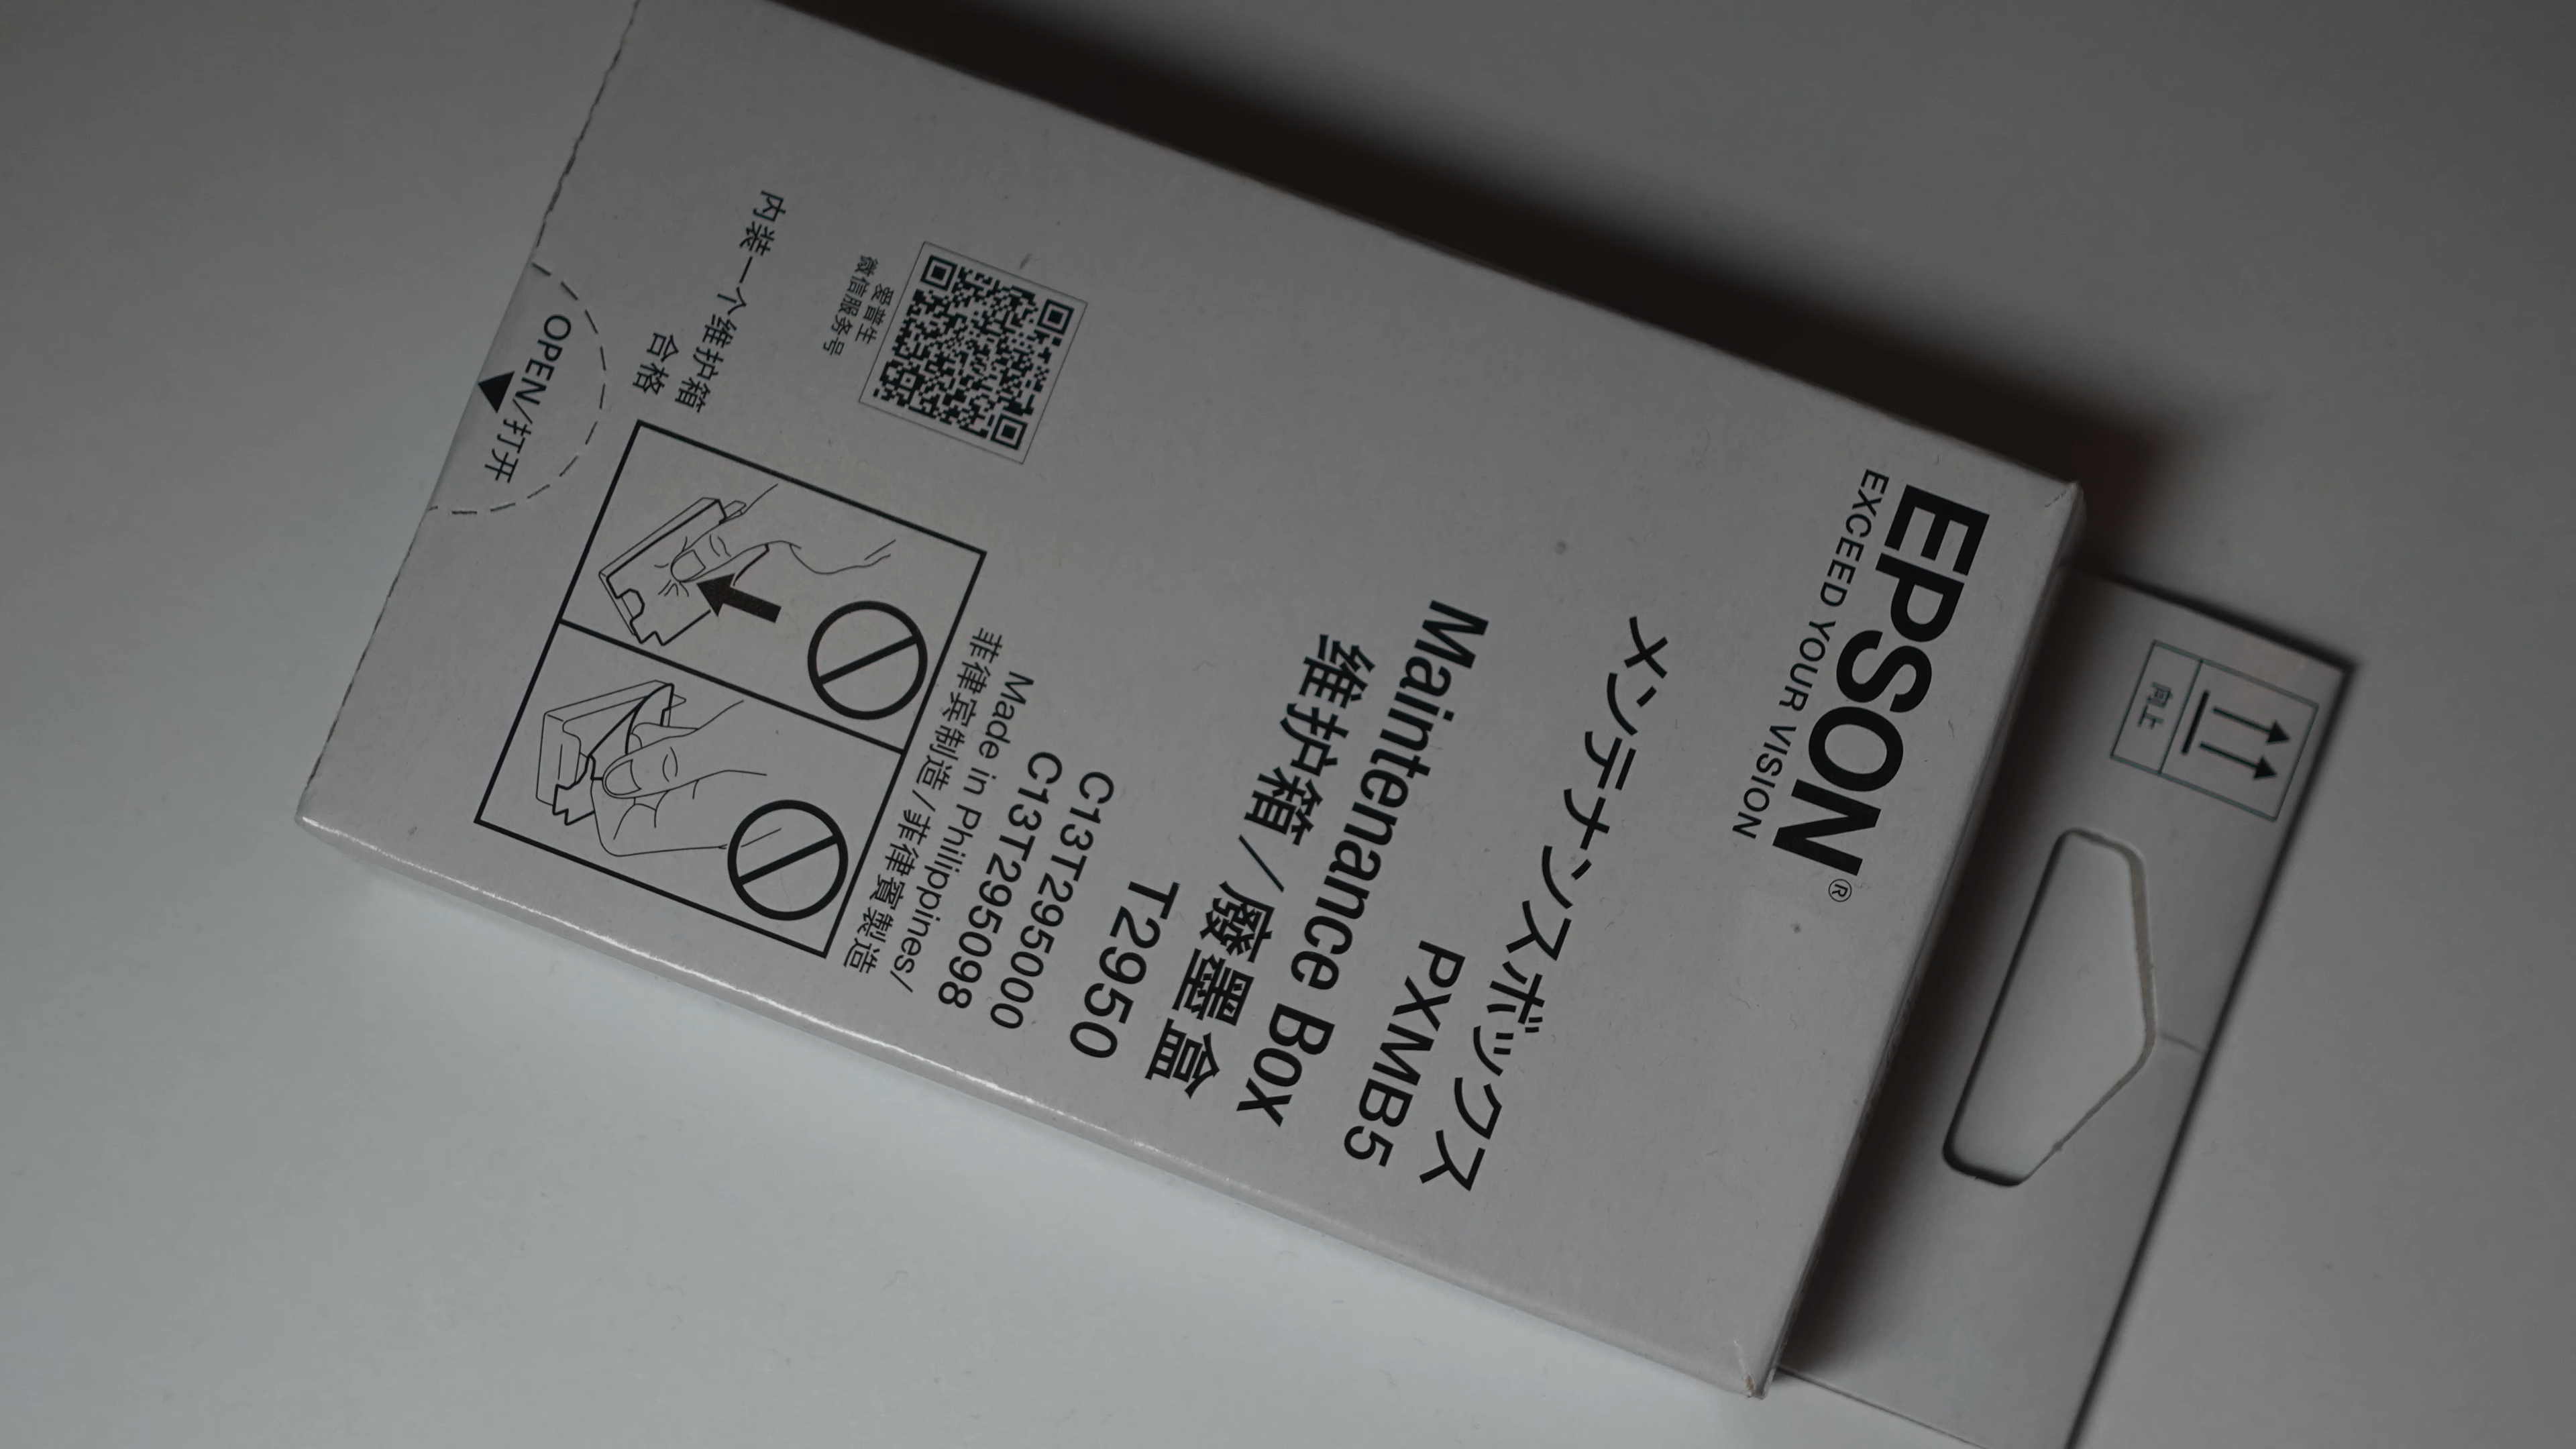 向上
EPSON®
EXCEED YOUR VISION
メンテナンスボックス
PXMB5
Maintenance Box
维护箱/廢墨盒
T2950
C13T295000
C13T295098
Made in Philippines/
菲律宾制造/菲律賓製造
爱普生
微信服务号
内装一个维护箱
合格
OPEN/打开